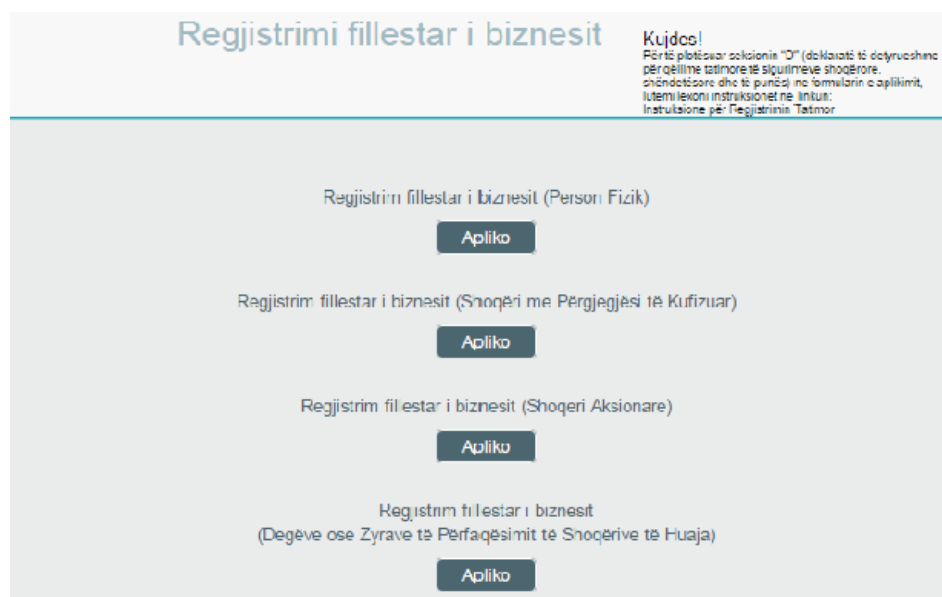 Regjistrimi fillestar i biznesit
Kujdes!
Për të plotësuar seksionin "D" (deklaratë të detyrueshme
për qëllime tatimore të sigurimeve shoqërore,
shëndetësore dhe të punës) ne formularin e aplikimit,
lutemi lexoni instruksionet ne linkun:
Instruksione për Regjistrimin Tatimor
Regjistrim fillestar i biznesit (Person Fizik)
Apliko
Regjistrim fillestar i biznesit (Shoqëri me Përgjegjësi të Kufizuar)
Apliko
Regjistrim fillestar i biznesit (Shoqeri Aksionare)
Apliko
Regjistrim fillestar i biznesit
(Degëve ose Zyrave të Përfaqësimit të Shoqërive të Huaja)
Apliko